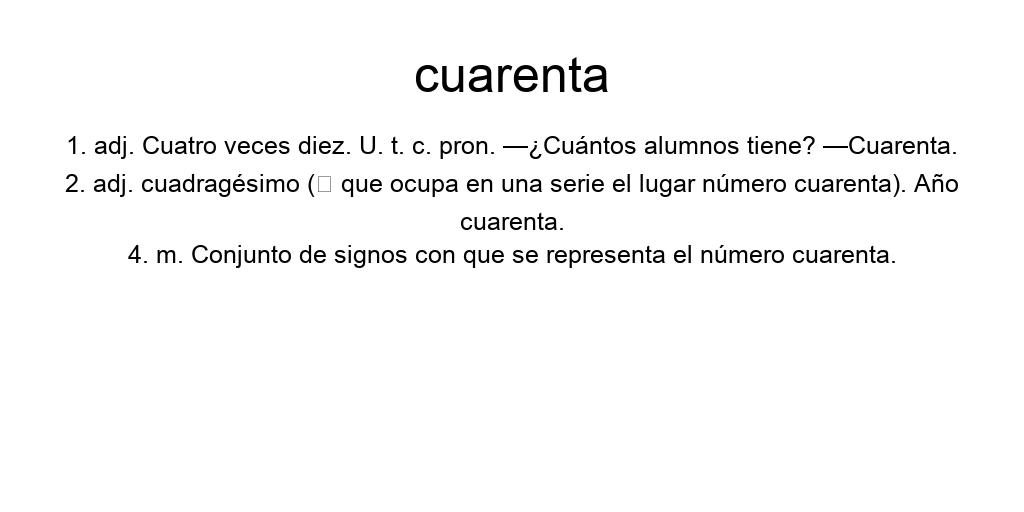 cuarenta
1. adj. Cuatro veces diez. U. t. c. pron. —¿Cuántos alumnos tiene? —Cuarenta.
2. adj. cuadragésimo (□ que ocupa en una serie el lugar número cuarenta). Año
cuarenta.
4. m. Conjunto de signos con que se representa el número cuarenta.